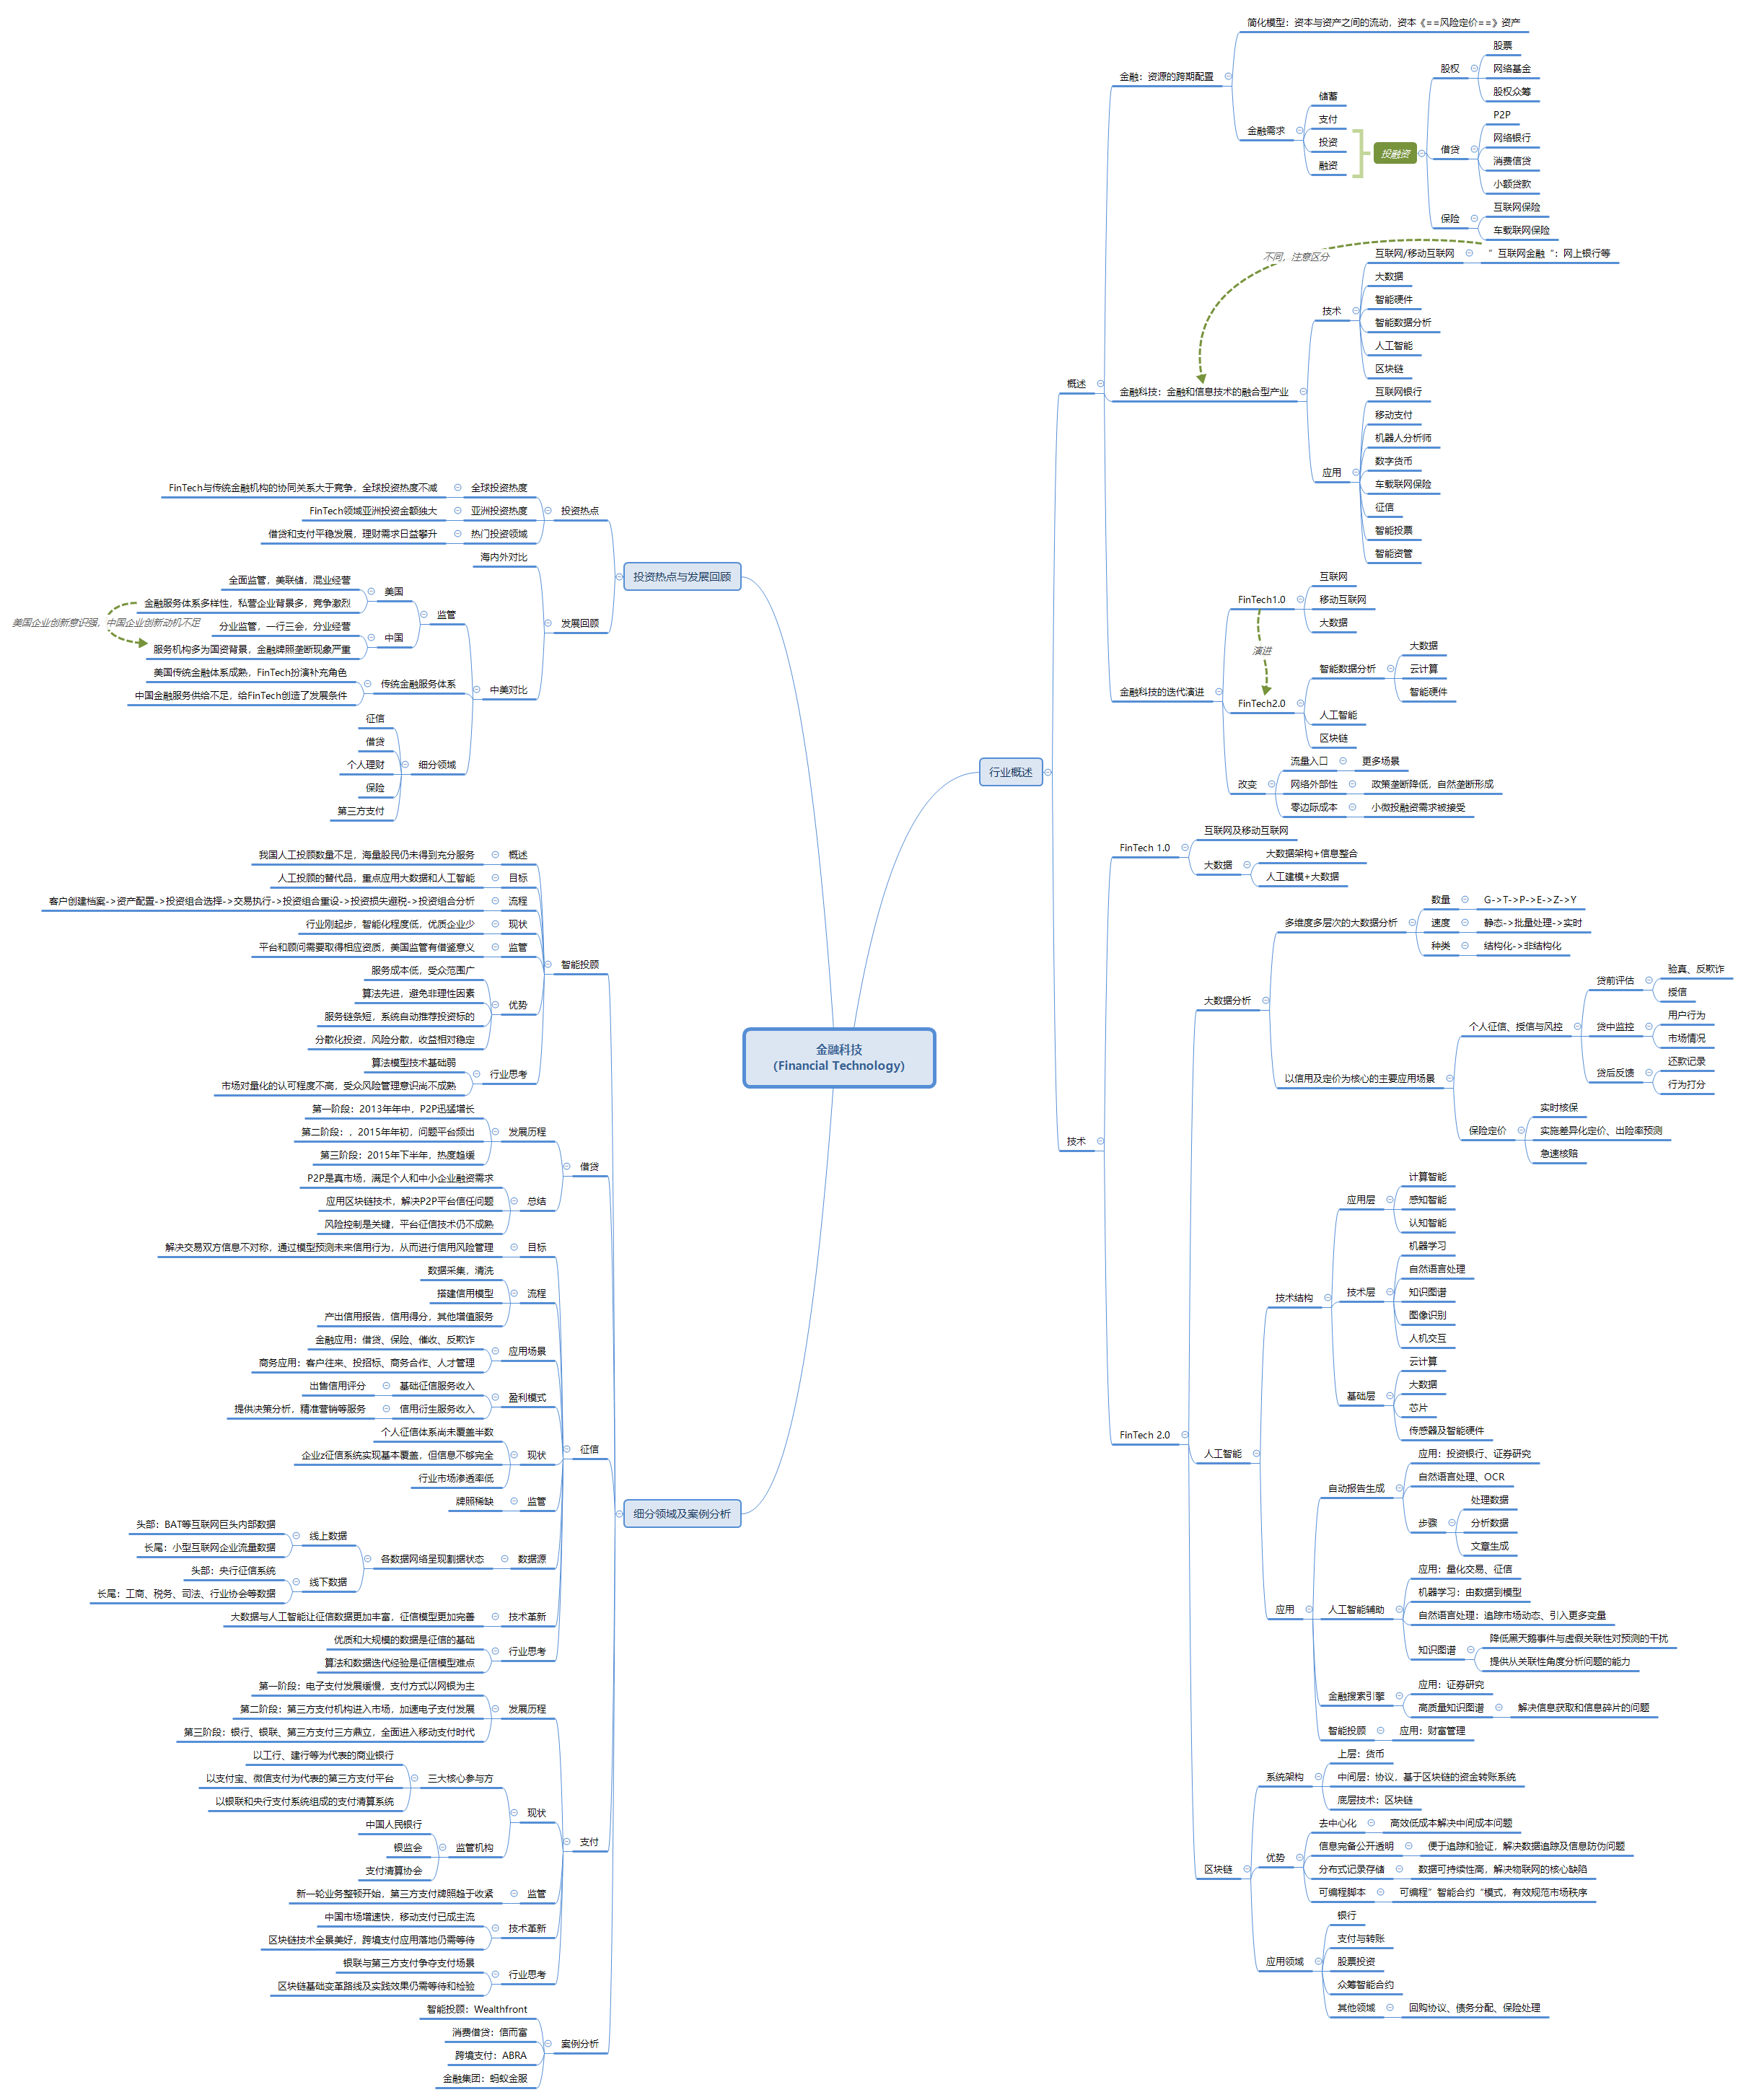 金融科技
（Financial Technology）
行业概述
概述
金融：资源的跨期配置
简化模型：资本与资产之间的流动，资本《==风险定价==》资产
金融需求
储蓄
支付
投资
融资
投融资
股权
股票
网络基金
股权众筹
借贷
P2P
网络银行
消费信贷
小额贷款
保险
互联网保险
车载联网保险
不同，注意区分
金融科技：金融和信息技术的融合型产业
技术
互联网/移动互联网
”互联网金融“：网上银行等
大数据
智能硬件
智能数据分析
人工智能
区块链
应用
互联网银行
移动支付
机器人分析师
数字货币
车载联网保险
征信
智能投票
智能资管
金融科技的迭代演进
FinTech1.0
互联网
移动互联网
大数据
演进
FinTech2.0
智能数据分析
大数据
云计算
智能硬件
人工智能
区块链
改变
流量入口
更多场景
网络外部性
政策垄断降低，自然垄断形成
零边际成本
小微投融资需求被接受
技术
FinTech 1.0
互联网及移动互联网
大数据
大数据架构+信息整合
人工建模+大数据
FinTech 2.0
大数据分析
多维度多层次的大数据分析
数量
G->T->P->E->Z->Y
速度
静态->批量处理->实时
种类
结构化->非结构化
以信用及定价为核心的主要应用场景
个人征信、授信与风控
贷前评估
验真、反欺诈
授信
贷中监控
用户行为
市场情况
贷后反馈
还款记录
行为打分
保险定价
实时核保
实施差异化定价、出险率预测
急速核赔
人工智能
技术结构
应用层
计算智能
感知智能
认知智能
技术层
机器学习
自然语言处理
知识图谱
图像识别
人机交互
基础层
云计算
大数据
芯片
传感器及智能硬件
应用
自动报告生成
应用：投资银行、证券研究
自然语言处理、OCR
步骤
处理数据
分析数据
文章生成
人工智能辅助
应用：量化交易、征信
机器学习：由数据到模型
自然语言处理：追踪市场动态、引入更多变量
知识图谱
降低黑天鹅事件与虚假关联性对预测的干扰
提供从关联性角度分析问题的能力
金融搜素引擎
应用：证券研究
高质量知识图谱
解决信息获取和信息碎片的问题
智能投顾
应用：财富管理
区块链
系统架构
上层：货币
中间层：协议，基于区块链的资金转账系统
底层技术：区块链
优势
去中心化
高效低成本解决中间成本问题
信息完备公开透明
便于追踪和验证，解决数据追踪及信息防伪问题
分布式记录存储
数据可持续性高，解决物联网的核心缺陷
可编程脚本
可编程”智能合约“模式，有效规范市场秩序
应用领域
银行
支付与转账
股票投资
众筹智能合约
其他领域
回购协议、债务分配、保险处理
投资热点与发展回顾
投资热点
全球投资热度
FinTech与传统金融机构的协同关系大于竞争，全球投资热度不减
亚洲投资热度
FinTech领域亚洲投资金额独大
热门投资领域
借贷和支付平稳发展，理财需求日益攀升
发展回顾
海内外对比
中美对比
监管
美国
全面监管，美联储，混业经营
金融服务体系多样性，私营企业背景多，竞争激烈
中国
分业监管，一行三会，分业经营
服务机构多为国资背景，金融牌照垄断现象严重
美国企业创新意识强，中国企业创新动机不足
传统金融服务体系
美国传统金融体系成熟，FinTech扮演补充角色
中国金融服务供给不足，给FinTech创造了发展条件
细分领域
征信
借贷
个人理财
保险
第三方支付
细分领域及案例分析
智能投顾
概述
我国人工投顾数量不足，海量股民仍未得到充分服务
目标
人工投顾的替代品，重点应用大数据和人工智能
流程
客户创建档案->资产配置->投资组合选择->交易执行->投资组合重设->投资损失避税->投资组合分析
现状
行业刚起步，智能化程度低，优质企业少
监管
平台和顾问需要取得相应资质，美国监管有借鉴意义
优势
服务成本低，受众范围广
算法先进，避免非理性因素
服务链条短，系统自动推荐投资标的
分散化投资，风险分散，收益相对稳定
行业思考
算法模型技术基础弱
市场对量化的认可程度不高，受众风险管理意识尚不成熟
借贷
发展历程
第一阶段：2013年年中，P2P迅猛增长
第二阶段：，2015年年初，问题平台频出
第三阶段：2015年下半年，热度趋缓
总结
P2P是真市场，满足个人和中小企业融资需求
应用区块链技术，解决P2P平台信任问题
风险控制是关键，平台征信技术仍不成熟
征信
目标
解决交易双方信息不对称，通过模型预测未来信用行为，从而进行信用风险管理
流程
数据采集，清洗
搭建信用模型
产出信用报告，信用得分，其他增值服务
应用场景
金融应用：借贷、保险、催收、反欺诈
商务应用：客户往来、投招标、商务合作、人才管理
盈利模式
基础征信服务收入
出售信用评分
信用衍生服务收入
提供决策分析，精准营销等服务
现状
个人征信体系尚未覆盖半数
企业z征信系统实现基本覆盖，但信息不够完全
行业市场渗透率低
监管
牌照稀缺
数据源
各数据网络呈现割据状态
线上数据
头部：BAT等互联网巨头内部数据
长尾：小型互联网企业流量数据
线下数据
头部：央行征信系统
长尾：工商、税务、司法、行业协会等数据
技术革新
大数据与人工智能让征信数据更加丰富，征信模型更加完善
行业思考
优质和大规模的数据是征信的基础
算法和数据迭代经验是征信模型难点
支付
发展历程
第一阶段：电子支付发展缓慢，支付方式以网银为主
第二阶段：第三方支付机构进入市场，加速电子支付发展
第三阶段：银行、银联、第三方支付三方鼎立，全面进入移动支付时代
现状
三大核心参与方
以工行、建行等为代表的商业银行
以支付宝、微信支付为代表的第三方支付平台
以银联和央行支付系统组成的支付清算系统
监管机构
中国人民银行
银监会
支付清算协会
监管
新一轮业务整顿开始，第三方支付牌照趋于收紧
技术革新
中国市场增速快，移动支付已成主流
区块链技术全景美好，跨境支付应用落地仍需等待
行业思考
银联与第三方支付争夺支付场景
区块链基础变革路线及实践效果仍需等待和检验
案例分析
智能投顾：Wealthfront
消费借贷：信而富
跨境支付：ABRA
金融集团：蚂蚁金服